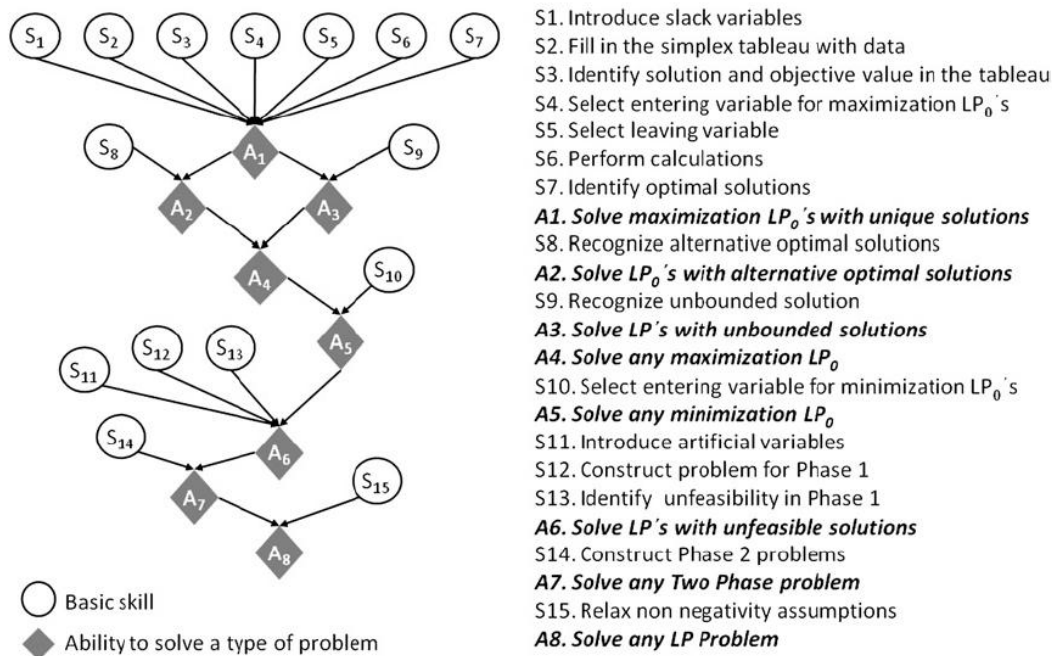 S1 S2 S3 S4 S5 S6 S7
S8 A1 S9
A2 A3
A4 S10
A5
S11 S12 S13
S14 A6
A7 S15
A8
Basic skill
Ability to solve a type of problem
S1. Introduce slack variables
S2. Fill in the simplex tableau with data
S3. Identify solution and objective value in the tableau
S4. Select entering variable for maximization LP0´s
S5. Select leaving variable
S6. Perform calculations
S7. Identify optimal solutions
A1. Solve maximization LP0´s with unique solutions
S8. Recognize alternative optimal solutions
A2. Solve LP0´s with alternative optimal solutions
S9. Recognize unbounded solution
A3. Solve LP´s with unbounded solutions
A4. Solve any maximization LP0
S10. Select entering variable for minimization LP0´s
A5. Solve any minimization LP0
S11. Introduce artificial variables
S12. Construct problem for Phase 1
S13. Identify unfeasibility in Phase 1
A6. Solve LP´s with unfeasible solutions
S14. Construct Phase 2 problems
A7. Solve any Two Phase problem
S15. Relax non negativity assumptions
A8. Solve any LP Problem